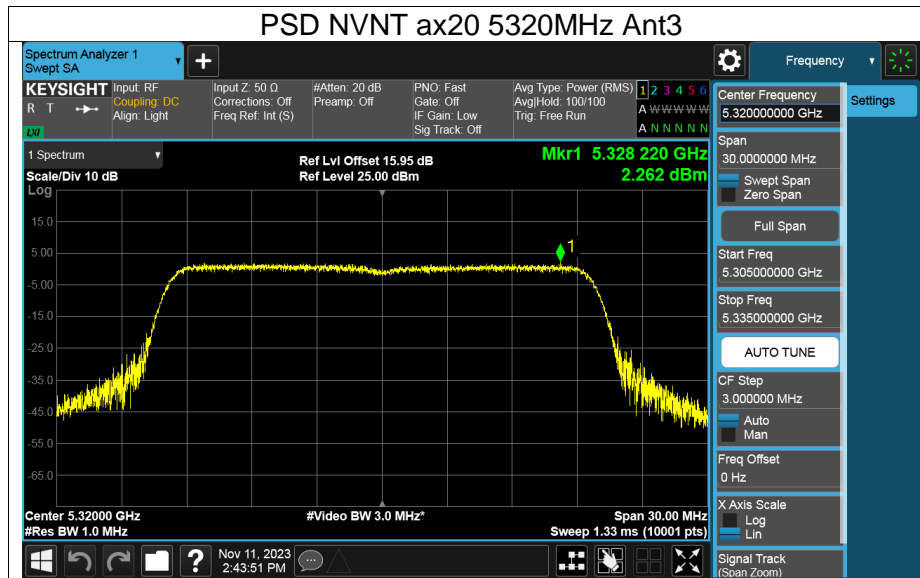 PSD NVNT ax20 5320MHz Ant3
Spectrum Analyzer 1
Swept SA
+
Frequency
KEYSIGHT
R T
LXI
Input: RF
Coupling: DC
Align: Light
Input Z: 50 Ω
Corrections: Off
Freq Ref: Int (S)
#Atten: 20 dB
Preamp: Off
PNO: Fast
Gate: Off
IF Gain: Low
Sig Track: Off
Avg Type: Power (RMS)
Avg|Hold: 100/100
Trig: Free Run
1 2 3 4 5 6
A W W W W W
A N N N N N
1 Spectrum
Scale/Div 10 dB
Log
Ref Lvl Offset 15.95 dB
Ref Level 25.00 dBm
Mkr1 5.328 220 GHz
2.262 dBm
15.0
5.00
-5.00
-15.0
-25.0
-35.0
-45.0
-55.0
-65.0
1
Center 5.32000 GHz
#Res BW 1.0 MHz
#Video BW 3.0 MHz*
Span 30.00 MHz
Sweep 1.33 ms (10001 pts)
Center Frequency
5.320000000 GHz
Settings
Span
30.0000000 MHz
Swept Span
Zero Span
Full Span
Start Freq
5.305000000 GHz
Stop Freq
5.335000000 GHz
AUTO TUNE
CF Step
3.000000 MHz
Auto
Man
Freq Offset
0 Hz
X Axis Scale
Log
Lin
Signal Track
(Span Zoom)
?
Nov 11, 2023
2:43:51 PM